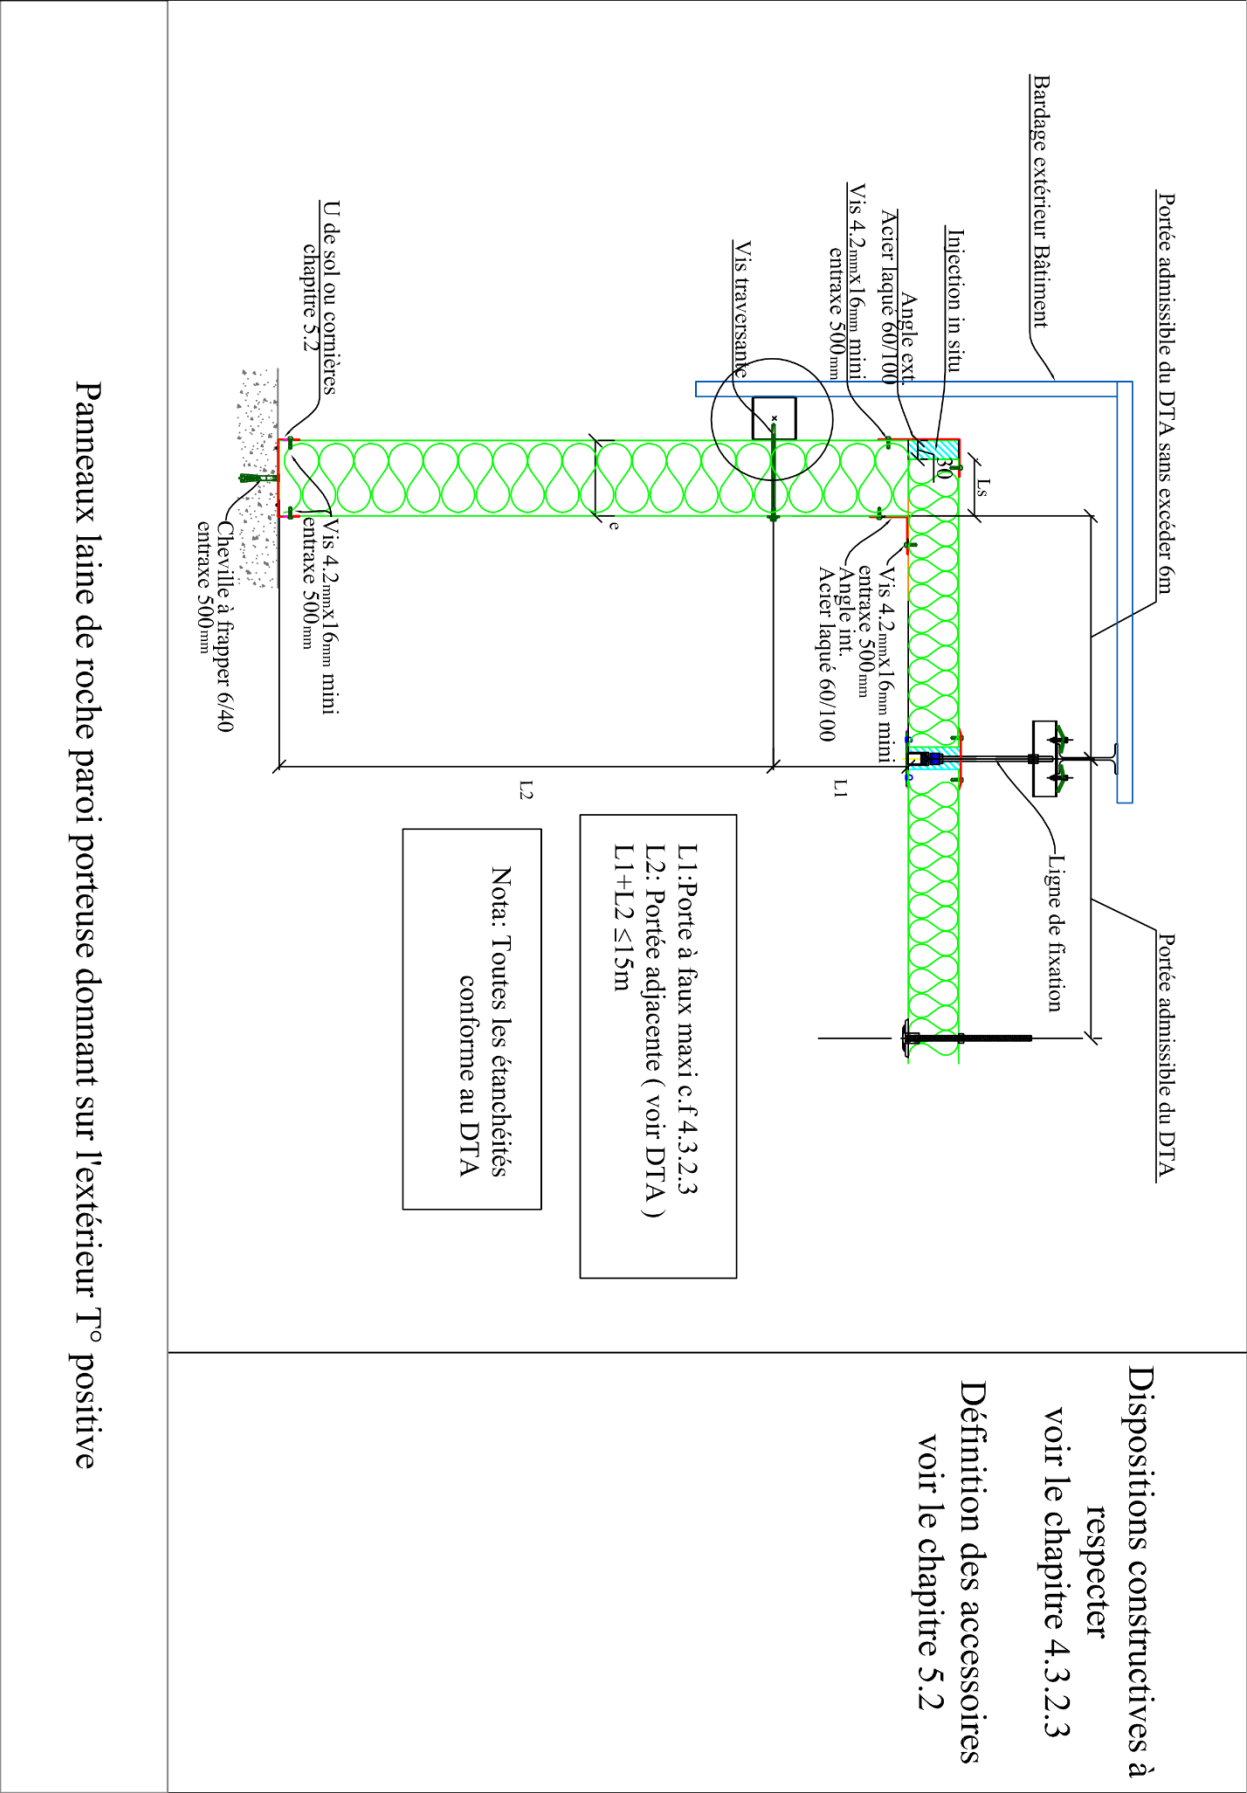 Portée admissible du DTA sans excéder 6m
Portée admissible du DTA
Bardage extérieur Bâtiment
Ligne de fixation
Injection in situ
Angle ext.
Acier laqué 60/100
Vis 4.2mmx16mm mini
entraxe 500mm
30
Ls
Vis 4.2mmx16mm mini
entraxe 500mm
Angle int.
Acier laqué 60/100
Vis traversante
L1
e
L2
L1:Porte à faux maxi c.f 4.3.2.3
L2: Portée adjacente ( voir DTA )
L1+L2 ≤15m
Nota: Toutes les étanchéités
conforme au DTA
U de sol ou cornières
chapitre 5.2
Vis 4.2mmx16mm mini
entraxe 500mm
Cheville à frapper 6/40
entraxe 500mm
Dispositions constructives à
respecter
voir le chapitre 4.3.2.3
Définition des accessoires
voir le chapitre 5.2
Panneaux laine de roche paroi porteuse donnant sur l'extérieur T° positive